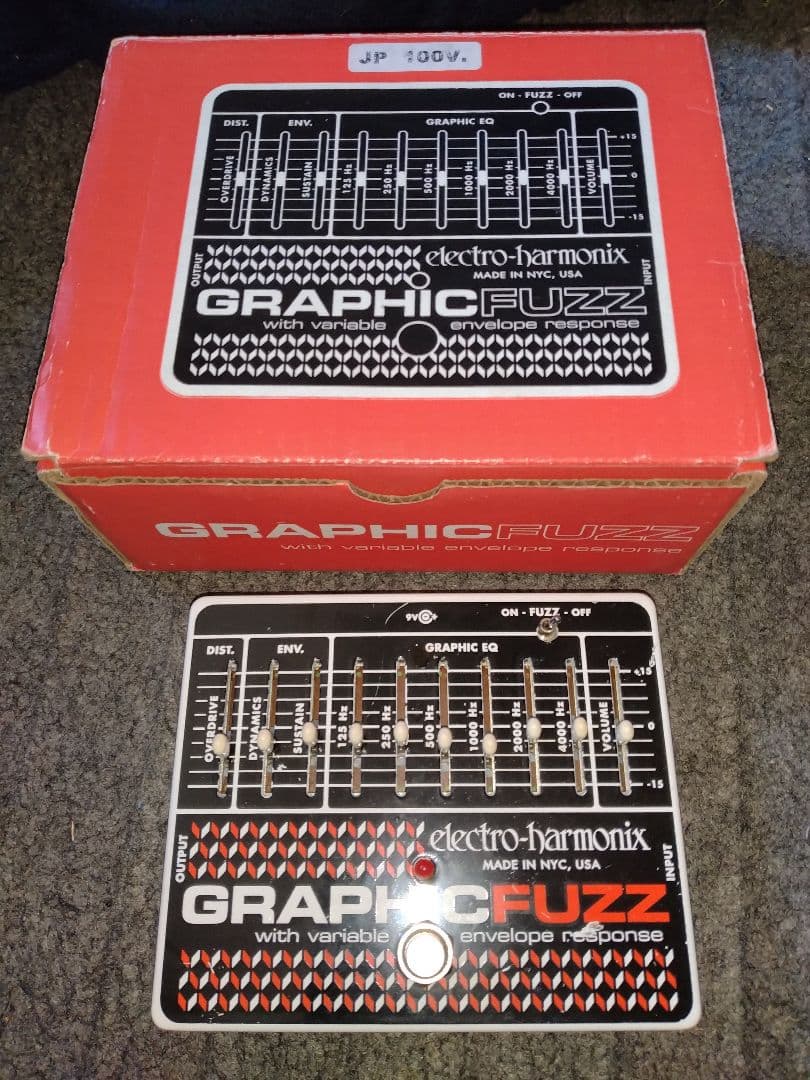 JP 100V.
ON - FUZZ - OFF
DIST.
ENV.
GRAPHIC EQ
OVERDRIVE
DYNAMICS
SUSTAIN
125 Hz
250 Hz
500 Hz
1000 Hz
2000 Hz
4000 Hz
VOLUME
+15
0
-15
OUTPUT
electro-harmonix
MADE IN NYC, USA
INPUT
GRAPHICFUZZ
with variable envelope response
GRAPHICFUZZ
with variable envelope response
9V
+
ON - FUZZ - OFF
DIST.
ENV.
GRAPHIC EQ
OVERDRIVE
DYNAMICS
SUSTAIN
125 Hz
250 Hz
500 Hz
1000 Hz
2000 Hz
4000 Hz
VOLUME
+15
0
-15
OUTPUT
electro-harmonix
MADE IN NYC, USA
INPUT
GRAPHICFUZZ
with variable envelope response